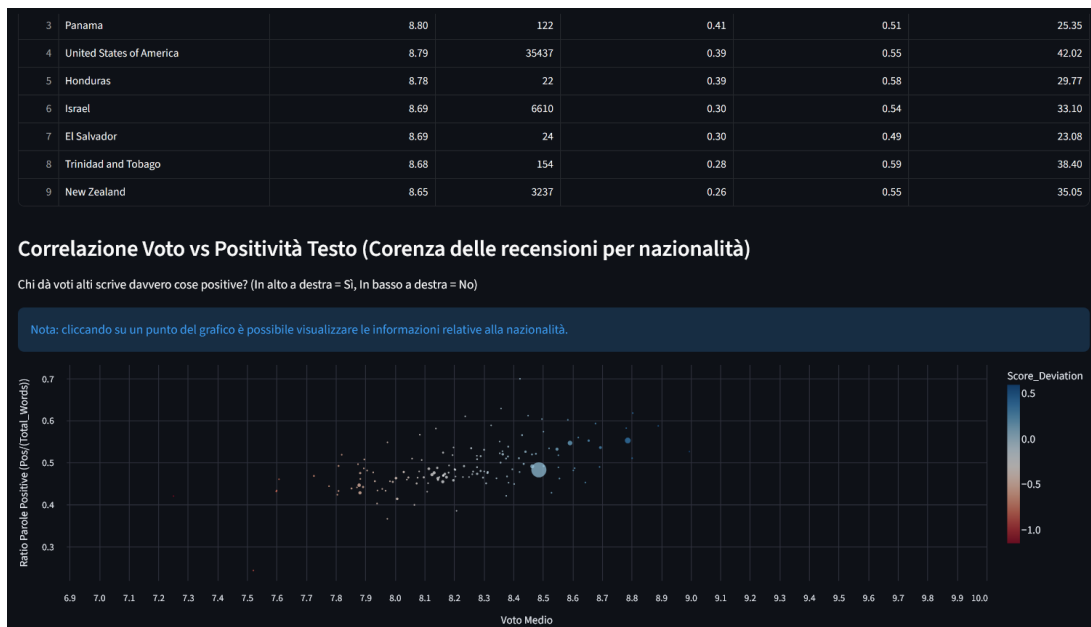 3 Panama 8.80 122 0.41 0.51 25.35
4 United States of America 8.79 35437 0.39 0.55 42.02
5 Honduras 8.78 22 0.39 0.58 29.77
6 Israel 8.69 6610 0.30 0.54 33.10
7 El Salvador 8.69 24 0.30 0.49 23.08
8 Trinidad and Tobago 8.68 154 0.28 0.59 38.40
9 New Zealand 8.65 3237 0.26 0.55 35.05
Correlazione Voto vs Positività Testo (Corenza delle recensioni per nazionalità)
Chi dà voti alti scrive davvero cose positive? (In alto a destra = Sì, In basso a destra = No)
Nota: cliccando su un punto del grafico è possibile visualizzare le informazioni relative alla nazionalità.
Ratio Parole Positive (Pos/(Total_Words))
0.7
0.6
0.5
0.4
0.3
6.9 7.0 7.1 7.2 7.3 7.4 7.5 7.6 7.7 7.8 7.9 8.0 8.1 8.2 8.3 8.4 8.5 8.6 8.7 8.8 8.9 9.0 9.1 9.2 9.3 9.4 9.5 9.6 9.7 9.8 9.9 10.0
Voto Medio
Score_Deviation
0.5
0.0
−0.5
−1.0